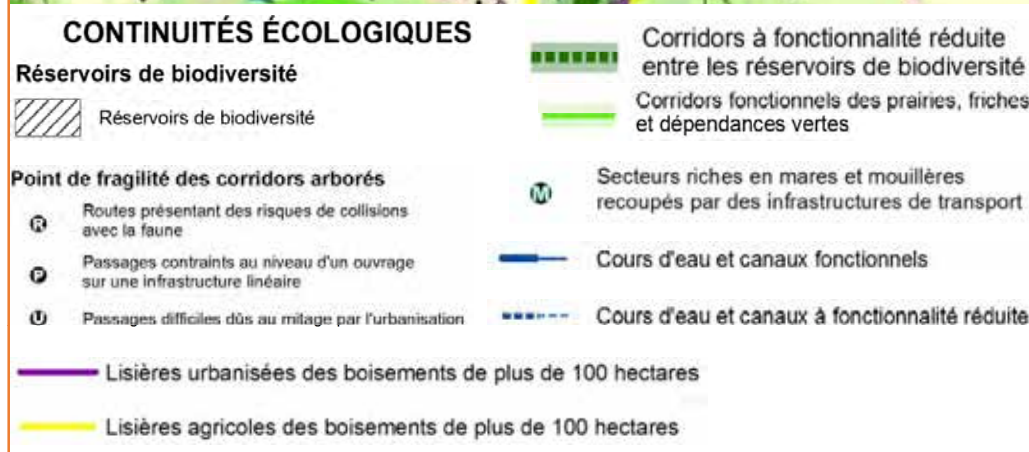 CONTINUITÉS ÉCOLOGIQUES
Réservoirs de biodiversité
Réservoirs de biodiversité
Point de fragilité des corridors arborés
R
Routes présentant des risques de collisions
avec la faune
P
Passages contraints au niveau d'un ouvrage
sur une infrastructure linéaire
U
Passages difficiles dûs au mitage par l'urbanisation
Corridors à fonctionnalité réduite
entre les réservoirs de biodiversité
Corridors fonctionnels des prairies, friches
et dépendances vertes
M
Secteurs riches en mares et mouillères
recoupés par des infrastructures de transport
Cours d'eau et canaux fonctionnels
Cours d'eau et canaux à fonctionnalité réduite
Lisières urbanisées des boisements de plus de 100 hectares
Lisières agricoles des boisements de plus de 100 hectares